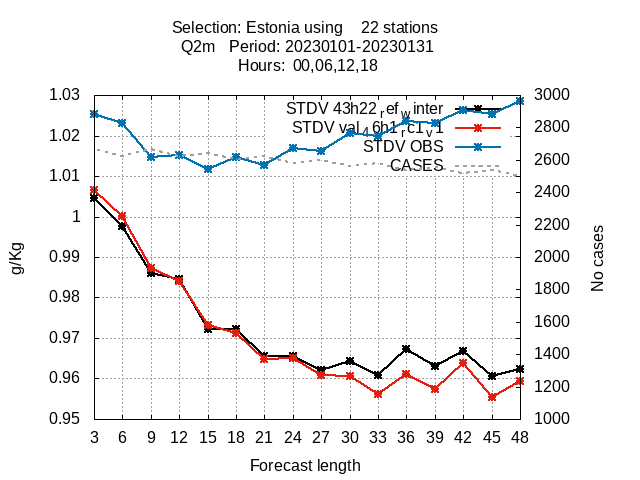 Selection: Estonia using 22 stations
Q2m Period: 20230101-20230131
Hours: 00,06,12,18
1.03
1.02
1.01
1
0.99
0.98
0.97
0.96
0.95
g/Kg
STDV 43h22_ref_winter
STDV val_46h1_rc1_v1
STDV OBS
CASES
3000
2800
2600
2400
2200
2000
1800
1600
1400
1200
1000
No cases
3 6 9 12 15 18 21 24 27 30 33 36 39 42 45 48
Forecast length